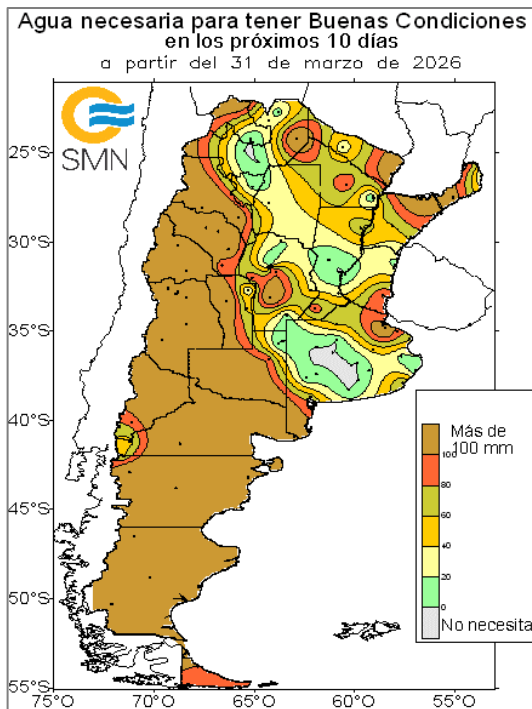 Agua necesaria para tener Buenas Condiciones
en los próximos 10 días
a partir del 31 de marzo de 2026
SMN
25°S
30°S
35°S
40°S
45°S
50°S
55°S
75°O
70°O
65°O
60°O
55°O
Más de
100 mm
100
80
60
40
20
0
No necesita